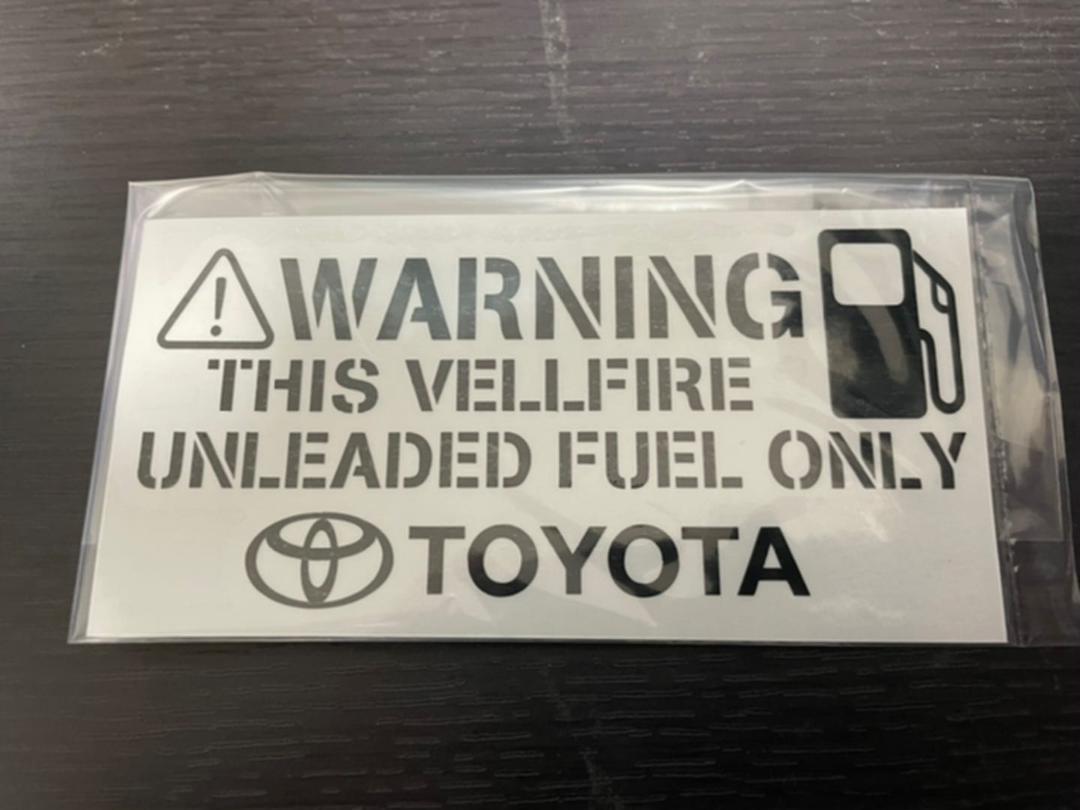 WARNING
THIS VELLFIRE
UNLEADED FUEL ONLY
TOYOTA